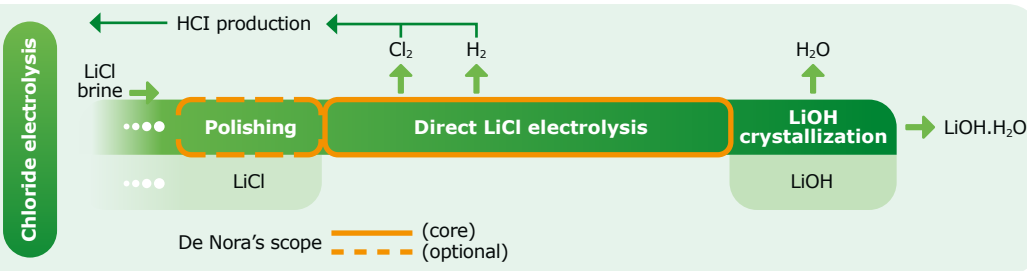 Chloride electrolysis
HCI production
Cl₂
H₂
H₂O
LiCl
brine
Polishing
Direct LiCl electrolysis
LiOH
crystallization
LiOH.H₂O
LiCl
LiOH
De Nora's scope
(core)
(optional)